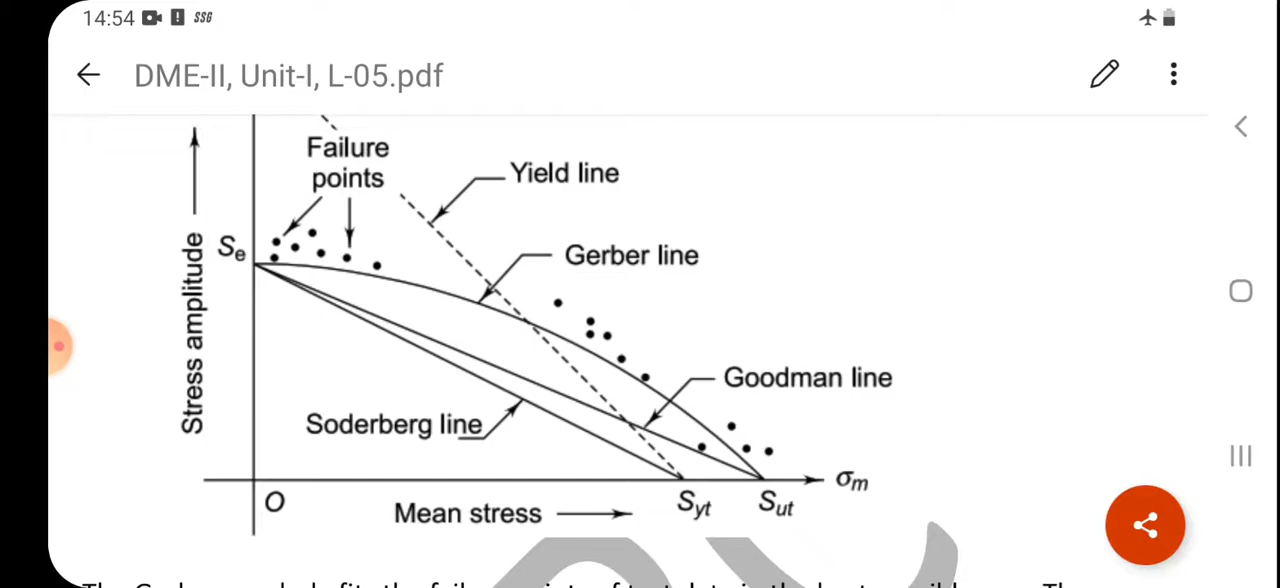 14:54 SSG
DME-II, Unit-I, L-05.pdf
Failure
points
Yield line
Se
Gerber line
Stress amplitude
Goodman line
Soderberg line
O
Syt
Sut
σm
Mean stress